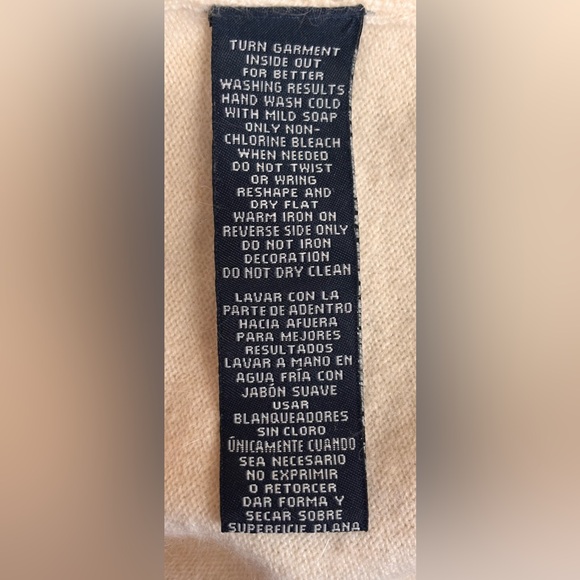 TURN GARMENT
INSIDE OUT
FOR BETTER
WASHING RESULTS
HAND WASH COLD
WITH MILD SOAP
ONLY NON-
CHLORINE BLEACH
WHEN NEEDED
DO NOT TWIST
OR WRING
RESHAPE AND
DRY FLAT
WARM IRON ON
REVERSE SIDE ONLY
DO NOT IRON
DECORATION
DO NOT DRY CLEAN
LAVAR CON LA
PARTE DE ADENTRO
HACIA AFUERA
PARA MEJORES
RESULTADOS
LAVAR A MANO EN
AGUA FRÍA CON
JABÓN SUAVE
USAR
BLANQUEADORES
SIN CLORO
ÚNICAMENTE CUANDO
SEA NECESARIO
NO EXPRIMIR
O RETORCER
DAR FORMA Y
SECAR SOBRE
SUPERFICIE PLANA